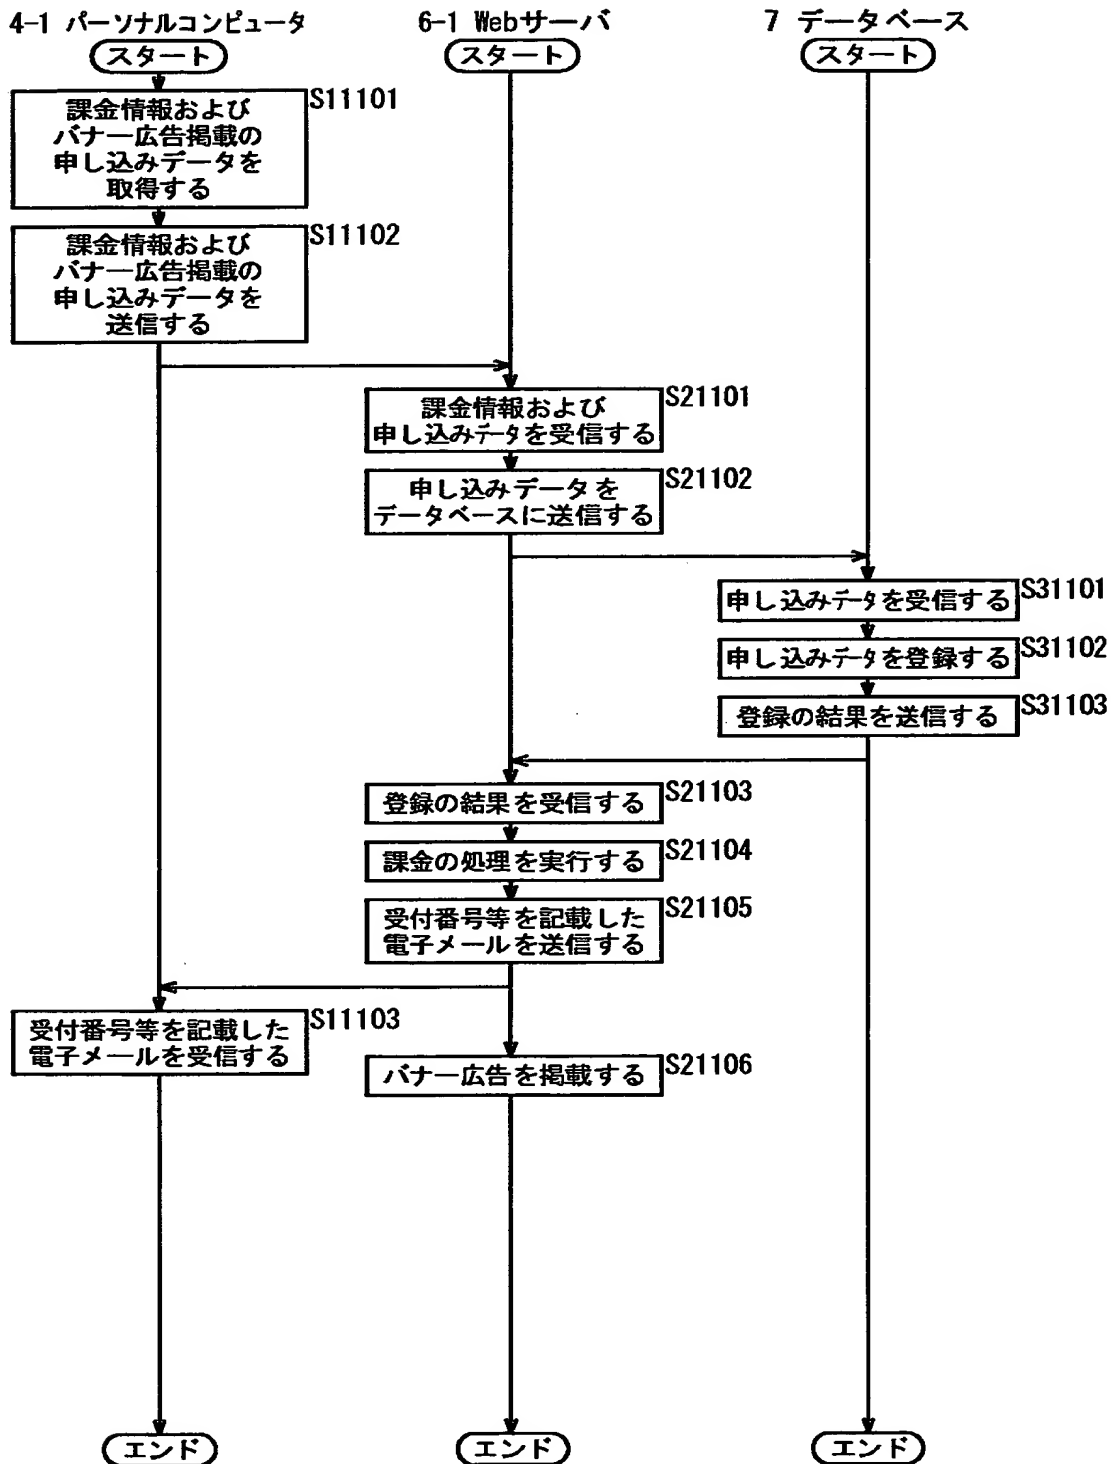 4-1 パーソナルコンピュータ
6-1 Webサーバ
7 データベース
スタート
スタート
スタート
S11101
課金情報および
バナー広告掲載の
申し込みデータを
取得する
S11102
課金情報および
バナー広告掲載の
申し込みデータを
送信する
S21101
課金情報および
申し込みデータを受信する
S21102
申し込みデータを
データベースに送信する
S31101
申し込みデータを受信する
S31102
申し込みデータを登録する
S31103
登録の結果を送信する
S21103
登録の結果を受信する
S21104
課金の処理を実行する
S21105
受付番号等を記載した
電子メールを送信する
S11103
受付番号等を記載した
電子メールを受信する
S21106
バナー広告を掲載する
エンド
エンド
エンド